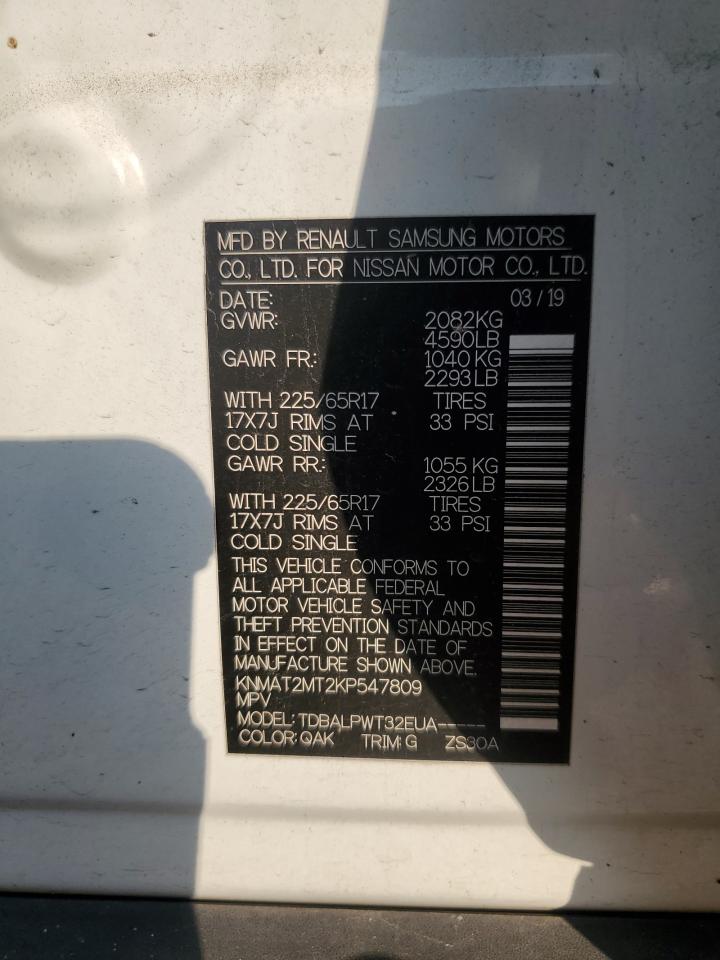 MFD BY RENAULT SAMSUNG MOTORS
CO., LTD. FOR NISSAN MOTOR CO., LTD.
DATE: 03/19
GVWR: 2082KG
4590LB
GAWR FR.: 1040KG
2293LB
WITH 225/65R17 TIRES
17X7J RIMS AT 33 PSI
COLD SINGLE
GAWR RR.: 1055KG
2326LB
WITH 225/65R17 TIRES
17X7J RIMS AT 33 PSI
COLD SINGLE
THIS VEHICLE CONFORMS TO
ALL APPLICABLE FEDERAL
MOTOR VEHICLE SAFETY AND
THEFT PREVENTION STANDARDS
IN EFFECT ON THE DATE OF
MANUFACTURE SHOWN ABOVE.
KNMAT2MT2KP547809
MPV
MODEL: TDBALPWT32EUA-----
COLOR: QAK TRIM: G ZS30A